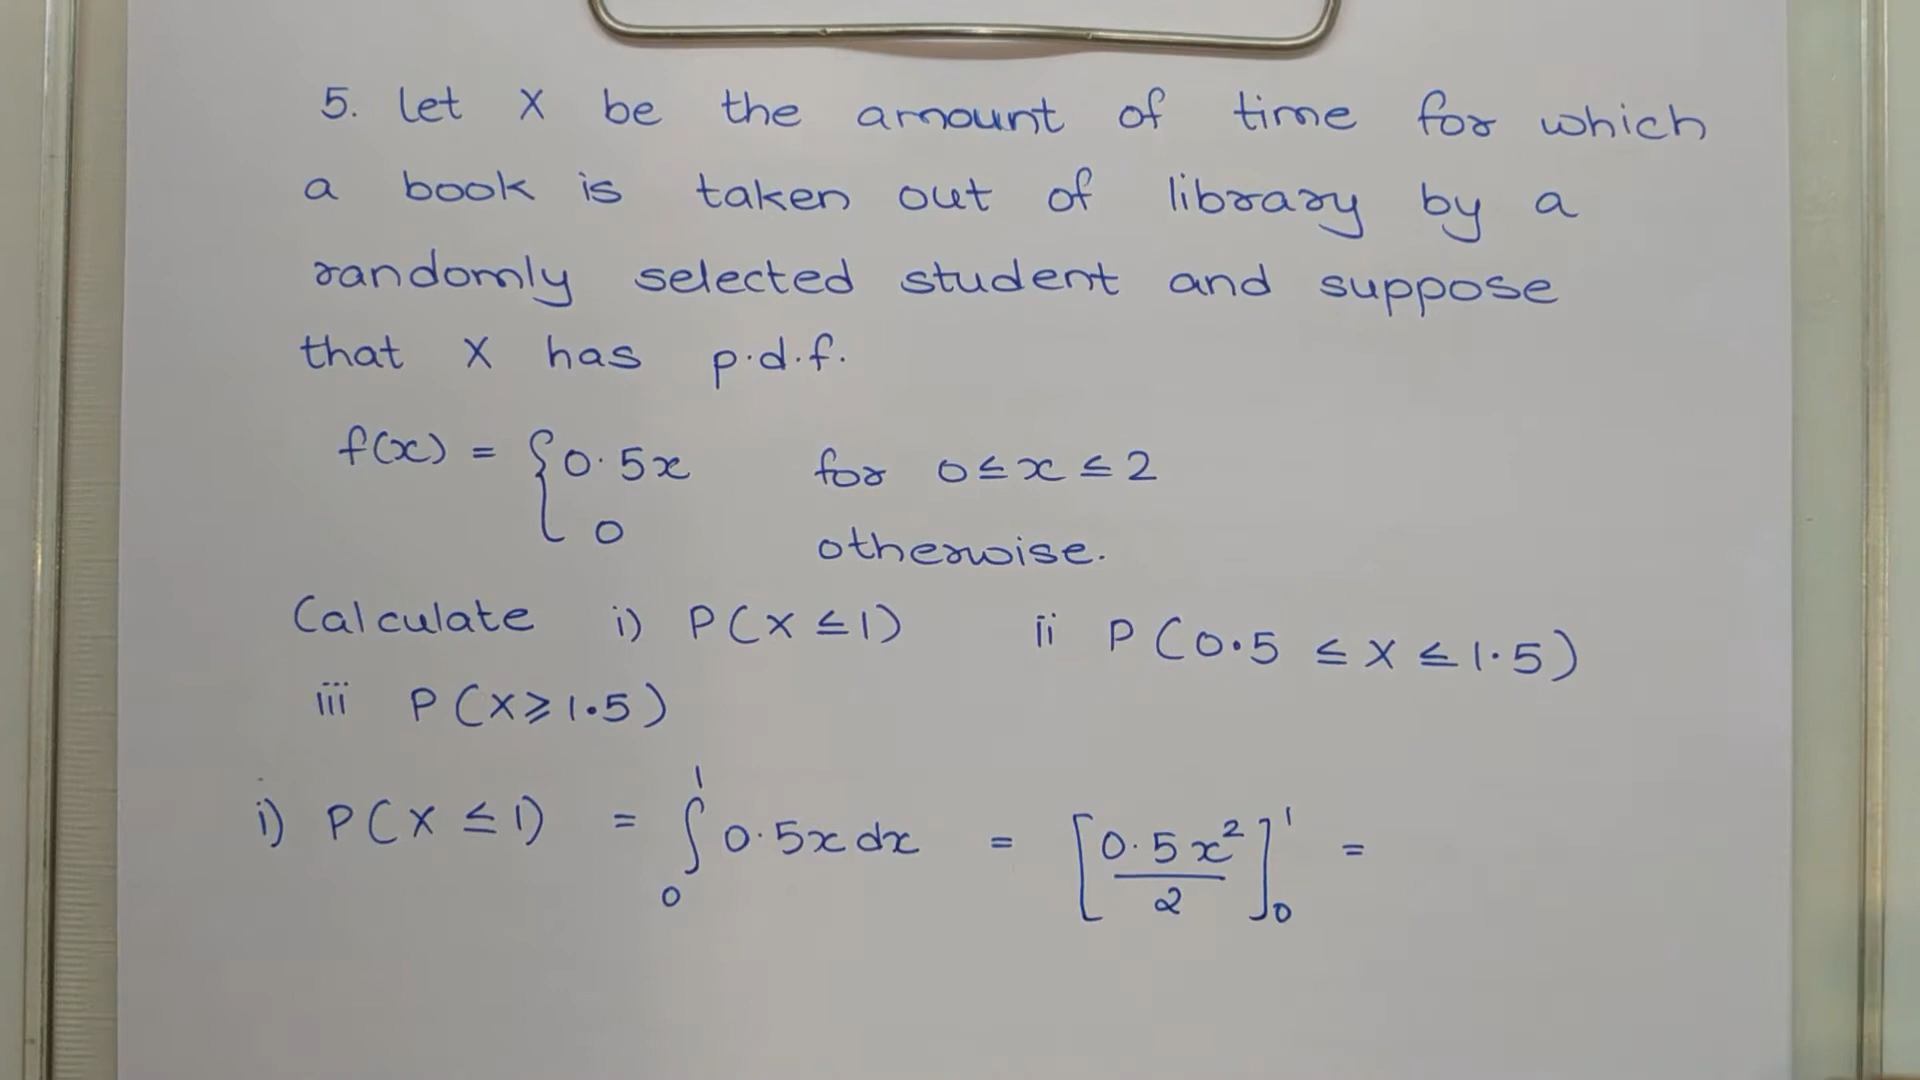 5. let X be the amount of time for which
a book is taken out of library by a
randomly selected student and suppose
that X has p.d.f.
f(x) = { 0.5x for 0 ≤ x ≤ 2
0 otherwise.
Calculate i) P(X ≤ 1) ii P(0.5 ≤ X ≤ 1.5)
iii P(X ≥ 1.5)
i) P(X ≤ 1) = ∫₀¹ 0.5x dx = [0.5x²/2]₀¹ =